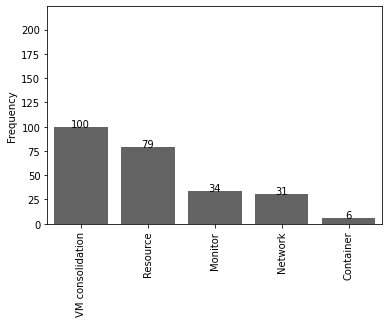 200
175
150
125
100
75
50
25
0
Frequency
100
79
34
31
6
VM consolidation
Resource
Monitor
Network
Container